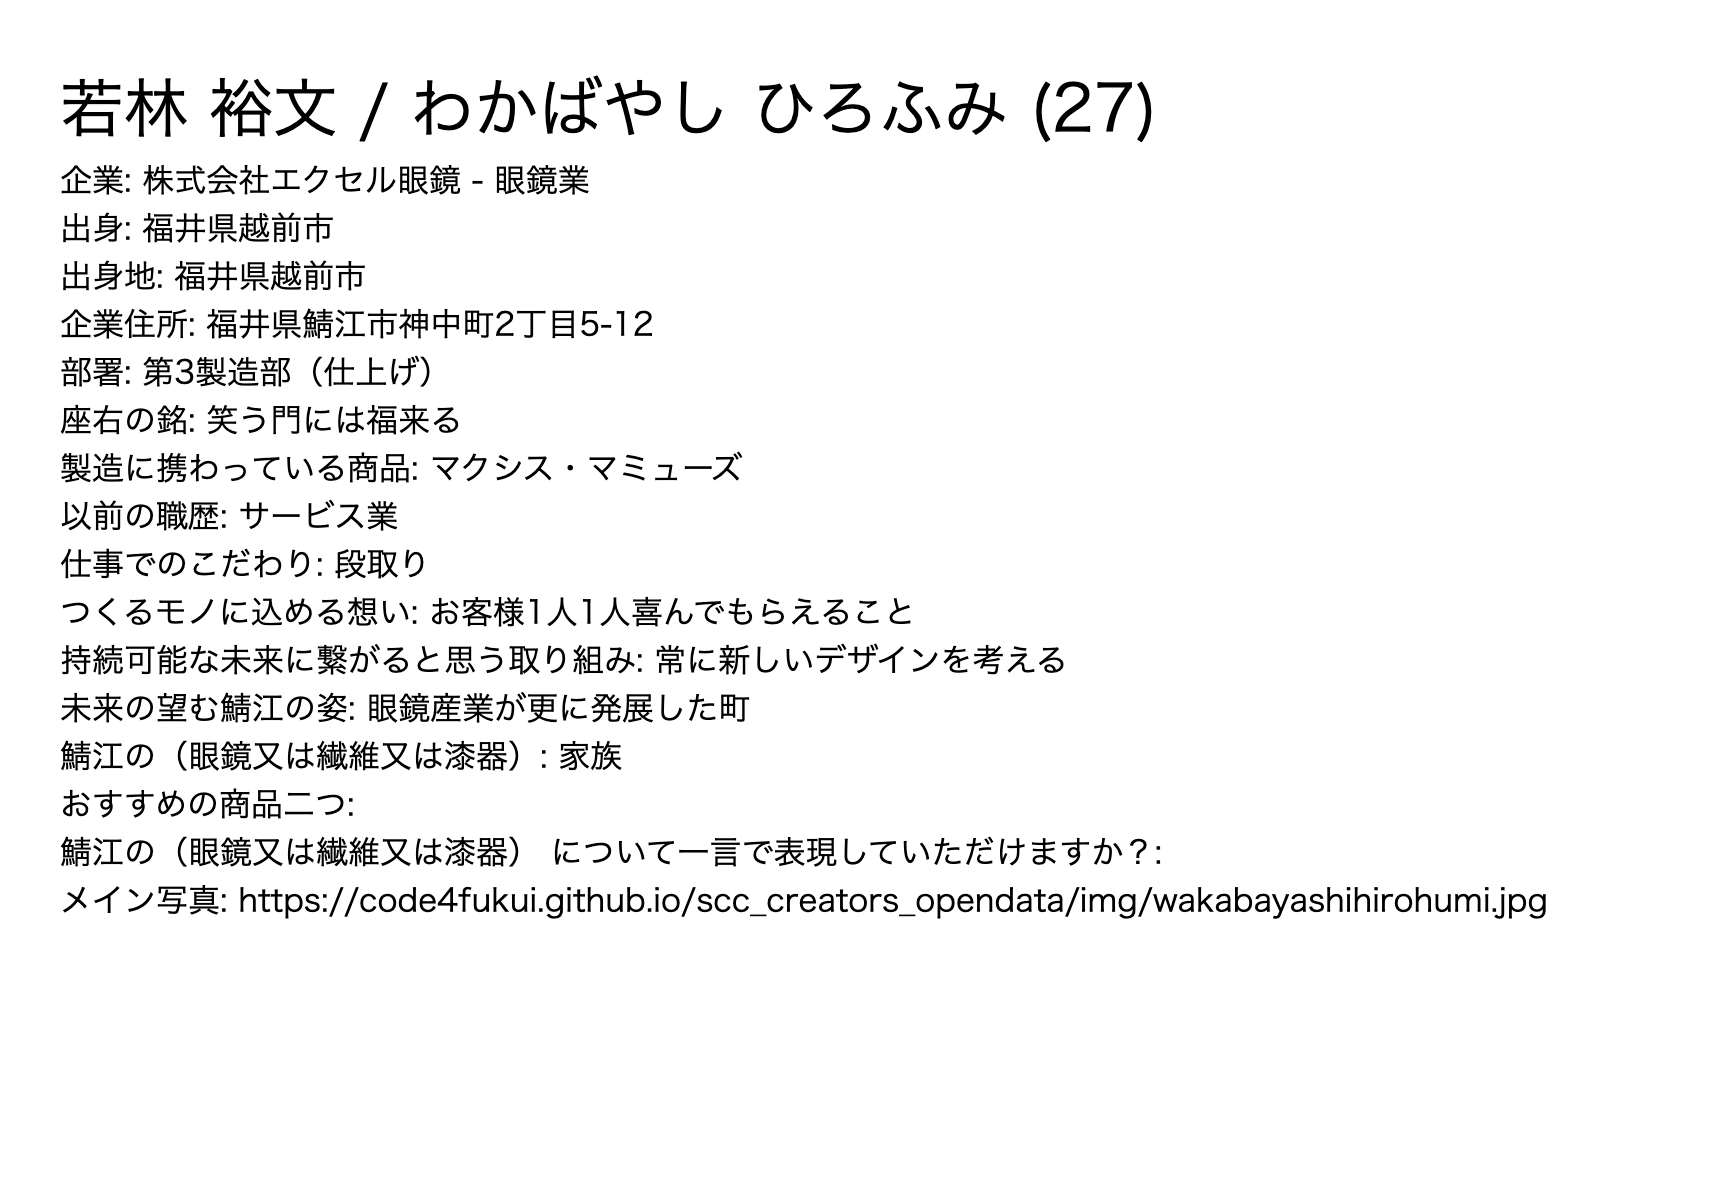 若林 裕文 / わかばやし ひろふみ (27)
企業: 株式会社エクセル眼鏡 - 眼鏡業
出身: 福井県越前市
出身地: 福井県越前市
企業住所: 福井県鯖江市神中町2丁目5-12
部署: 第3製造部（仕上げ）
座右の銘: 笑う門には福来る
製造に携わっている商品: マクシス・マミューズ
以前の職歴: サービス業
仕事でのこだわり: 段取り
つくるモノに込める想い: お客様1人1人喜んでもらえること
持続可能な未来に繋がると思う取り組み: 常に新しいデザインを考える
未来の望む鯖江の姿: 眼鏡産業が更に発展した町
鯖江の（眼鏡又は繊維又は漆器）: 家族
おすすめの商品二つ:
鯖江の（眼鏡又は繊維又は漆器） について一言で表現していただけますか？:
メイン写真: https://code4fukui.github.io/scc_creators_opendata/img/wakabayashihirohumi.jpg